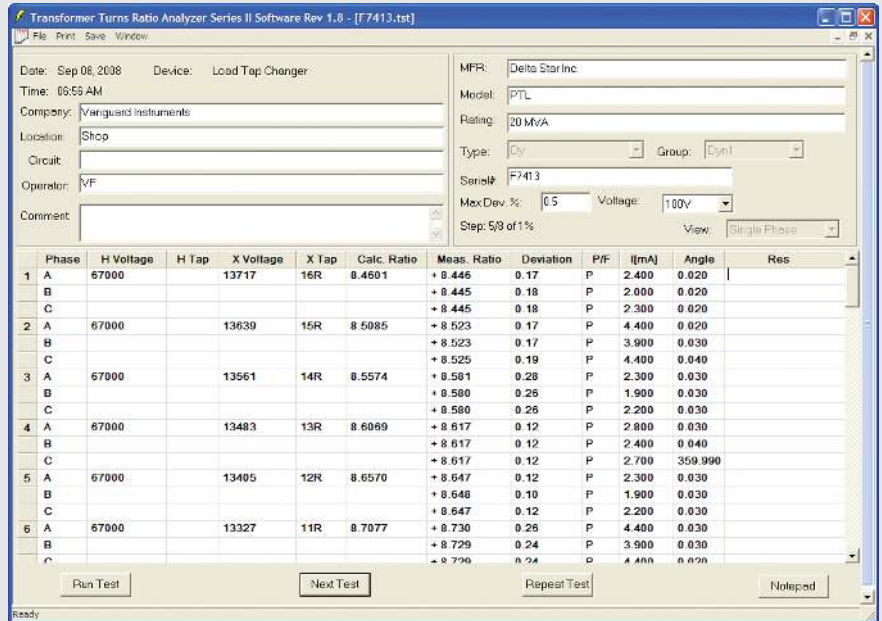 Transformer Turns Ratio Analyzer Series II Software Rev 1.8 - [F7413.tst]
File Print Save Window
Date: Sep 08, 2008 Device: Load Tap Changer
Time: 06:56 AM
Company: Vanguard Instruments
Location: Shop
Circuit:
Operator: VF
Comment:
MFR: Delta Star Inc
Model: PTL
Rating: 20 MVA
Type: Dy Group: Dyn1
Serial#: F7413
Max Dev. %: 0.5 Voltage: 100V
Step: 5/8 of 1% View: Single Phase
Phase H Voltage H Tap X Voltage X Tap Calc. Ratio Meas. Ratio Deviation P/F I[mA] Angle Res
1 A 67000 13717 16R 8.4601 + 8.446 0.17 P 2.400 0.020
B + 8.445 0.18 P 2.000 0.020
C + 8.445 0.18 P 2.300 0.020
2 A 67000 13639 15R 8.5085 + 8.523 0.17 P 4.400 0.020
B + 8.523 0.17 P 3.900 0.030
C + 8.525 0.19 P 4.400 0.040
3 A 67000 13561 14R 8.5574 + 8.581 0.28 P 2.300 0.030
B + 8.580 0.26 P 1.900 0.030
C + 8.580 0.26 P 2.200 0.030
4 A 67000 13483 13R 8.6069 + 8.617 0.12 P 2.800 0.030
B + 8.617 0.12 P 2.400 0.040
C + 8.617 0.12 P 2.700 359.990
5 A 67000 13405 12R 8.6570 + 8.647 0.12 P 2.300 0.030
B + 8.648 0.10 P 1.900 0.030
C + 8.647 0.12 P 2.200 0.030
6 A 67000 13327 11R 8.7077 + 8.730 0.26 P 4.400 0.030
B + 8.729 0.24 P 3.900 0.030
C + 8.729 0.24 P 4.400 0.020
Run Test Next Test Repeat Test Notepad
Ready